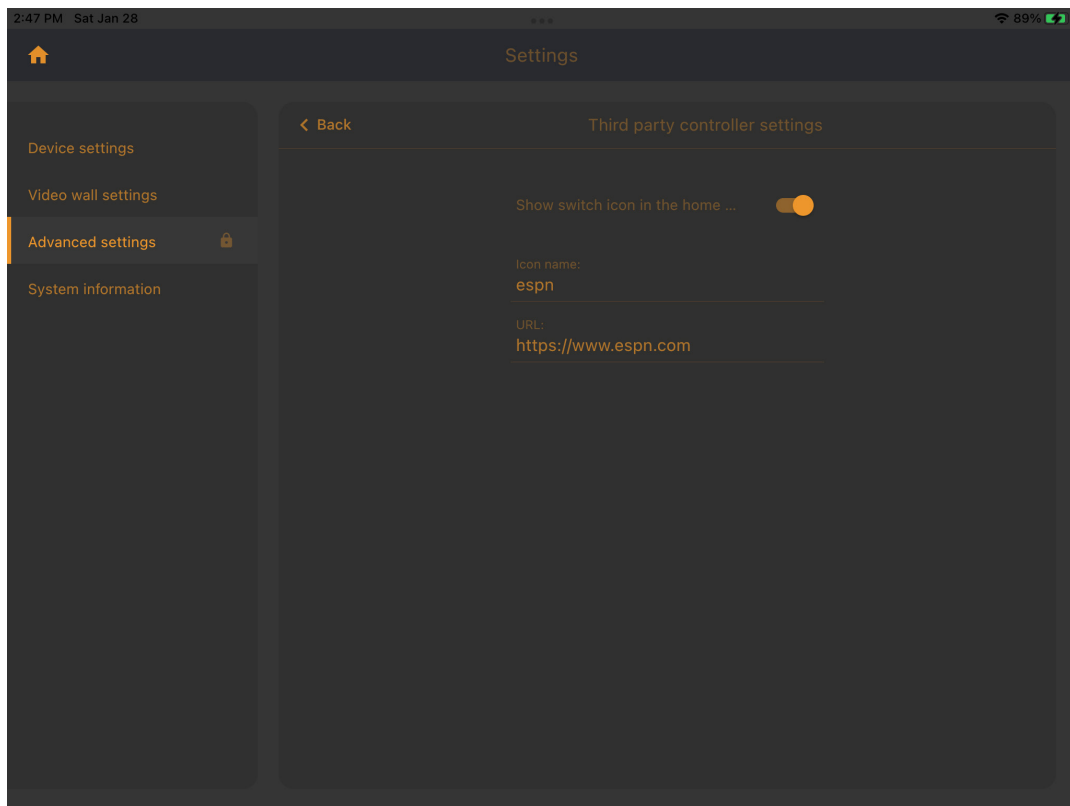 2:47 PM Sat Jan 28
89%
Settings
Device settings
Video wall settings
Advanced settings
System information
Back
Third party controller settings
Show switch icon in the home ...
Icon name:
espn
URL:
https://www.espn.com